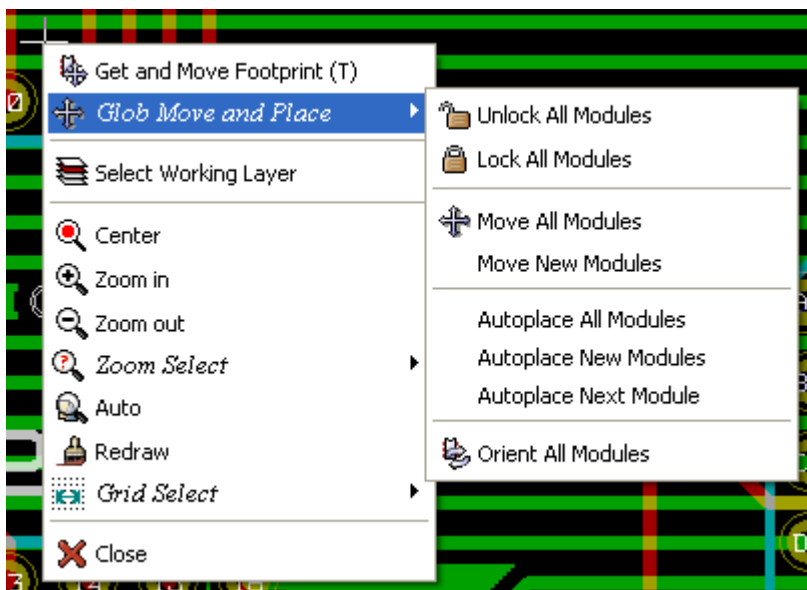 Get and Move Footprint (T)
Glob Move and Place
Select Working Layer
Center
Zoom in
Zoom out
Zoom Select
Auto
Redraw
Grid Select
Close
Unlock All Modules
Lock All Modules
Move All Modules
Move New Modules
Autoplace All Modules
Autoplace New Modules
Autoplace Next Module
Orient All Modules